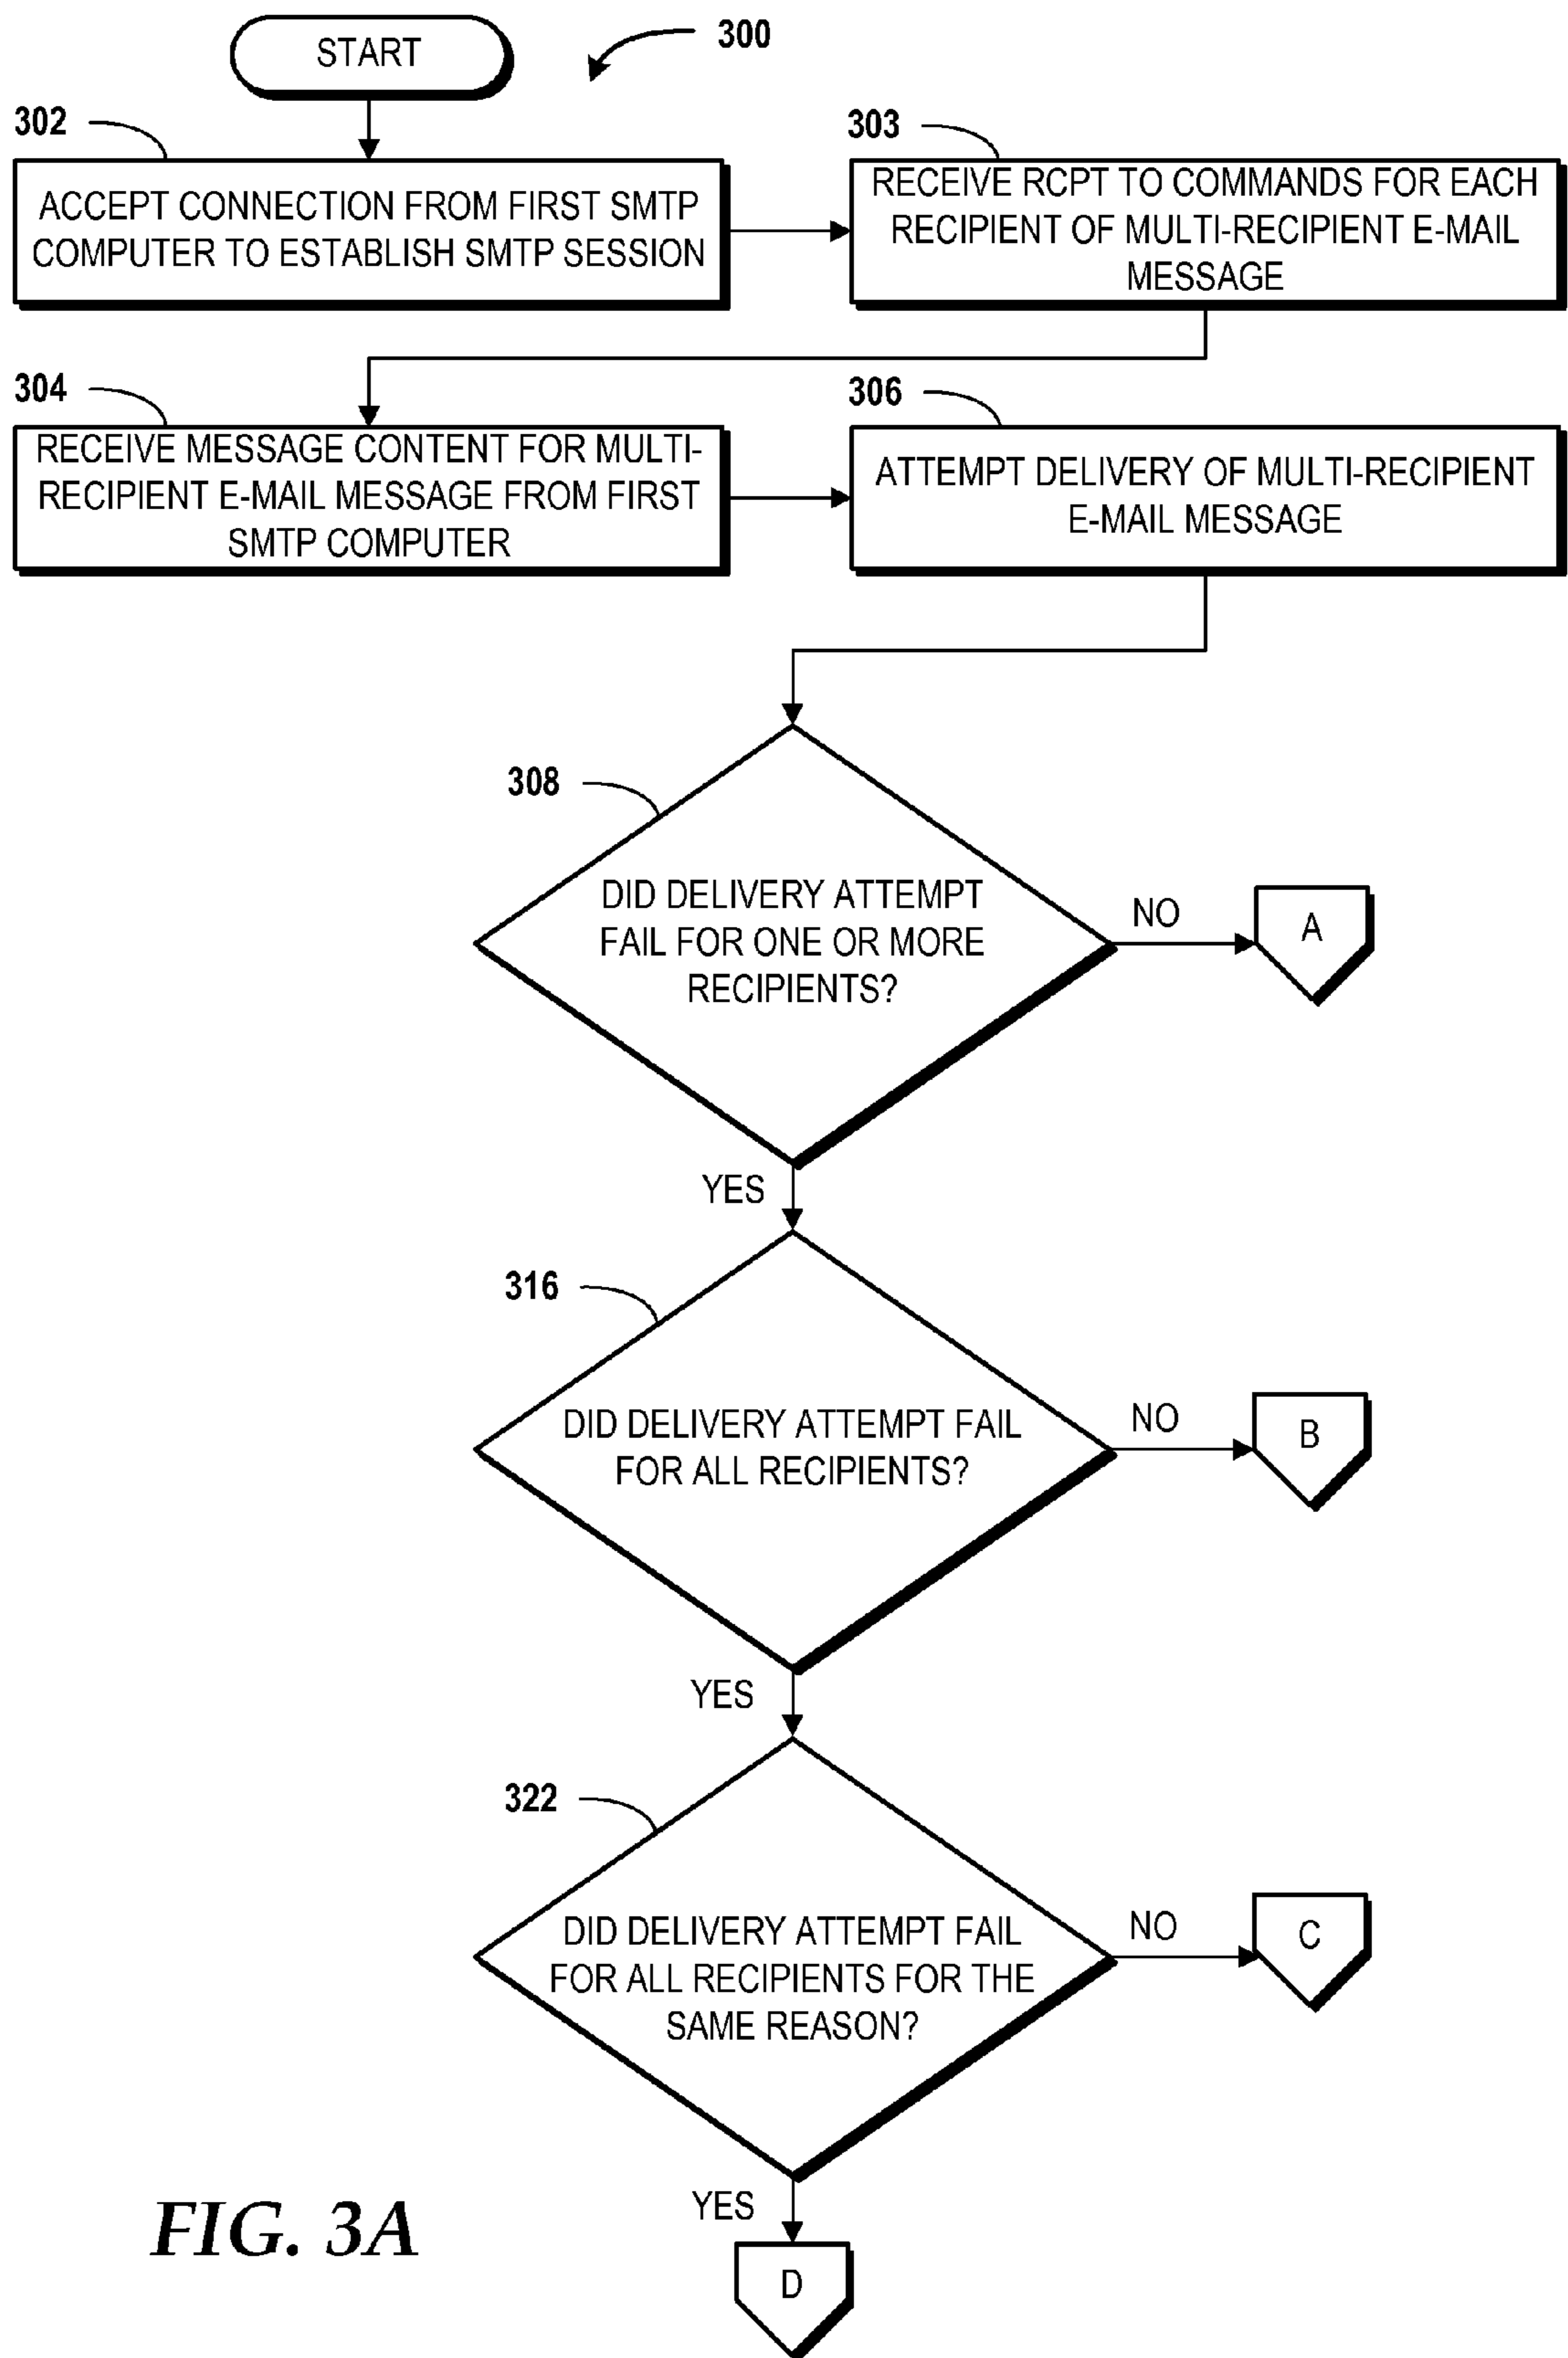 START
300
302
303
ACCEPT CONNECTION FROM FIRST SMTP
COMPUTER TO ESTABLISH SMTP SESSION
RECEIVE RCPT TO COMMANDS FOR EACH
RECIPIENT OF MULTI-RECIPIENT E-MAIL
MESSAGE
304
306
RECEIVE MESSAGE CONTENT FOR MULTI-
RECIPIENT E-MAIL MESSAGE FROM FIRST
SMTP COMPUTER
ATTEMPT DELIVERY OF MULTI-RECIPIENT
E-MAIL MESSAGE
308
DID DELIVERY ATTEMPT
FAIL FOR ONE OR MORE
RECIPIENTS?
NO
A
YES
316
DID DELIVERY ATTEMPT FAIL
FOR ALL RECIPIENTS?
NO
B
YES
322
DID DELIVERY ATTEMPT FAIL
FOR ALL RECIPIENTS FOR THE
SAME REASON?
NO
C
YES
D
FIG. 3A